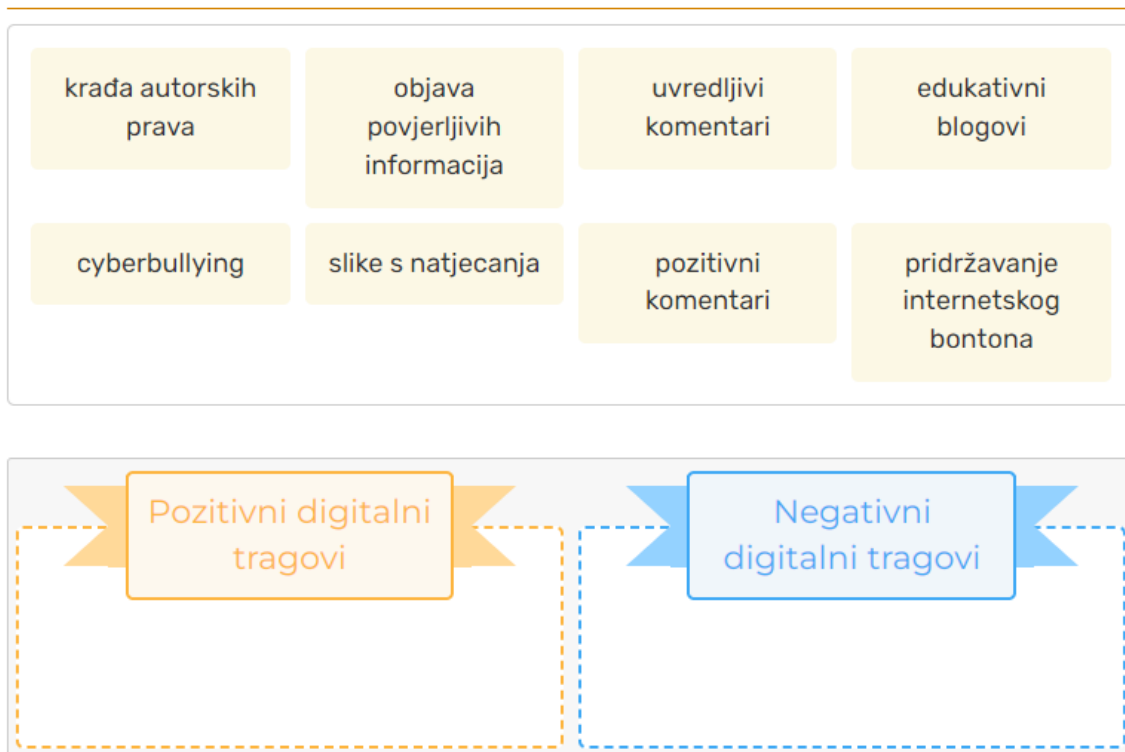 krađa autorskih
prava
objava
povjerljivih
informacija
uvredljivi
komentari
edukativni
blogovi
cyberbullying
slike s natjecanja
pozitivni
komentari
pridržavanje
internetskog
bontona
Pozitivni digitalni
tragovi
Negativni
digitalni tragovi